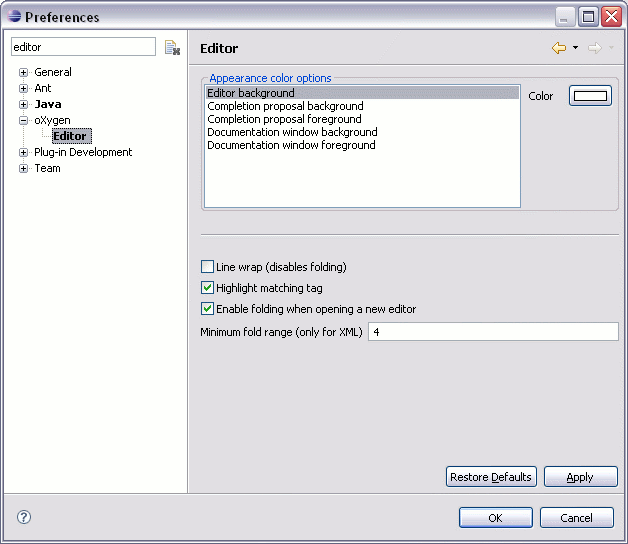 Preferences
editor
Editor
General
Ant
Java
oXygen
Editor
Plug-in Development
Team
Appearance color options
Editor background
Completion proposal background
Completion proposal foreground
Documentation window background
Documentation window foreground
Color
Line wrap (disables folding)
Highlight matching tag
Enable folding when opening a new editor
Minimum fold range (only for XML) 4
Restore Defaults Apply
? OK Cancel